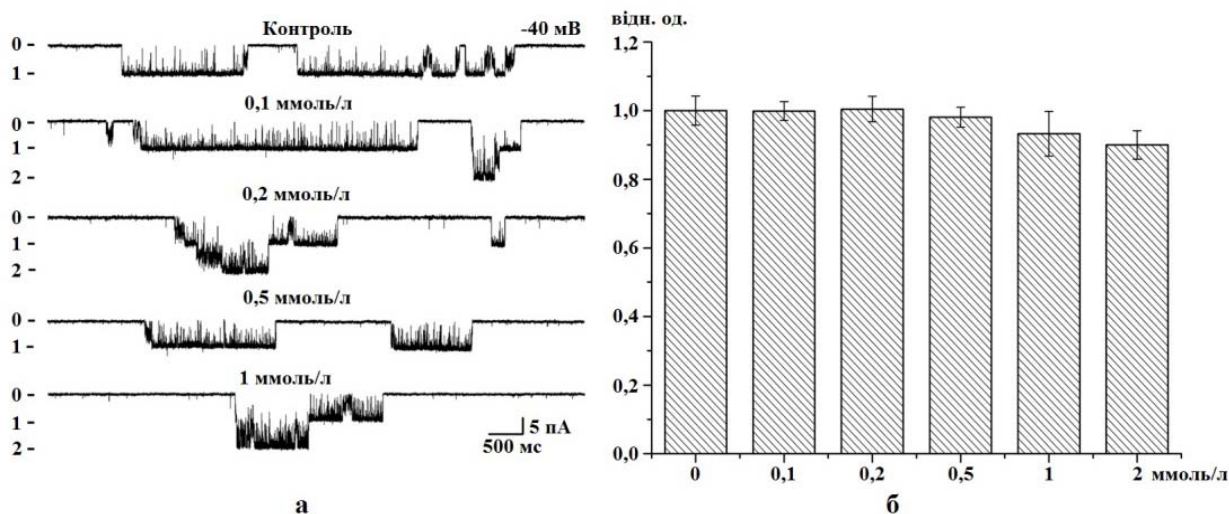 Контроль -40 мВ
0 -
1 -
0,1 ммоль/л
0 -
1 -
2 -
0,2 ммоль/л
0 -
1 -
2 -
0,5 ммоль/л
0 -
1 -
1 ммоль/л
0 -
1 -
2 -
5 пА
500 мс
а
відн. од.
1,2
1,0
0,8
0,6
0,4
0,2
0,0
0 0,1 0,2 0,5 1 2 ммоль/л
б